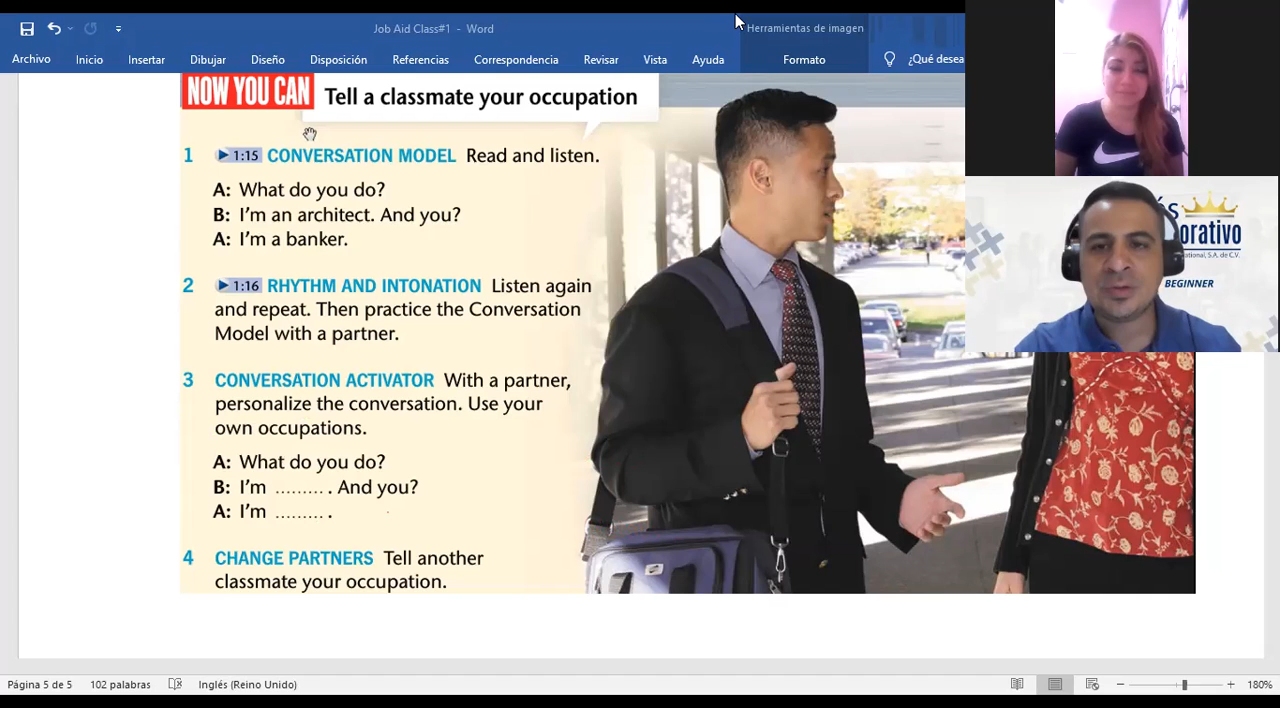 Job Aid Class#1 - Word
Herramientas de imagen
Archivo Inicio Insertar Dibujar Diseño Disposición Referencias Correspondencia Revisar Vista Ayuda Formato ¿Qué desea
NOW YOU CAN Tell a classmate your occupation
1 1:15 CONVERSATION MODEL Read and listen.
A: What do you do?
B: I'm an architect. And you?
A: I'm a banker.
2 1:16 RHYTHM AND INTONATION Listen again
and repeat. Then practice the Conversation
Model with a partner.
3 CONVERSATION ACTIVATOR With a partner,
personalize the conversation. Use your
own occupations.
A: What do you do?
B: I'm ......... . And you?
A: I'm ......... .
4 CHANGE PARTNERS Tell another
classmate your occupation.
orativo
S.A. de C.V.
BEGINNER
Página 5 de 5 102 palabras Inglés (Reino Unido) 180%